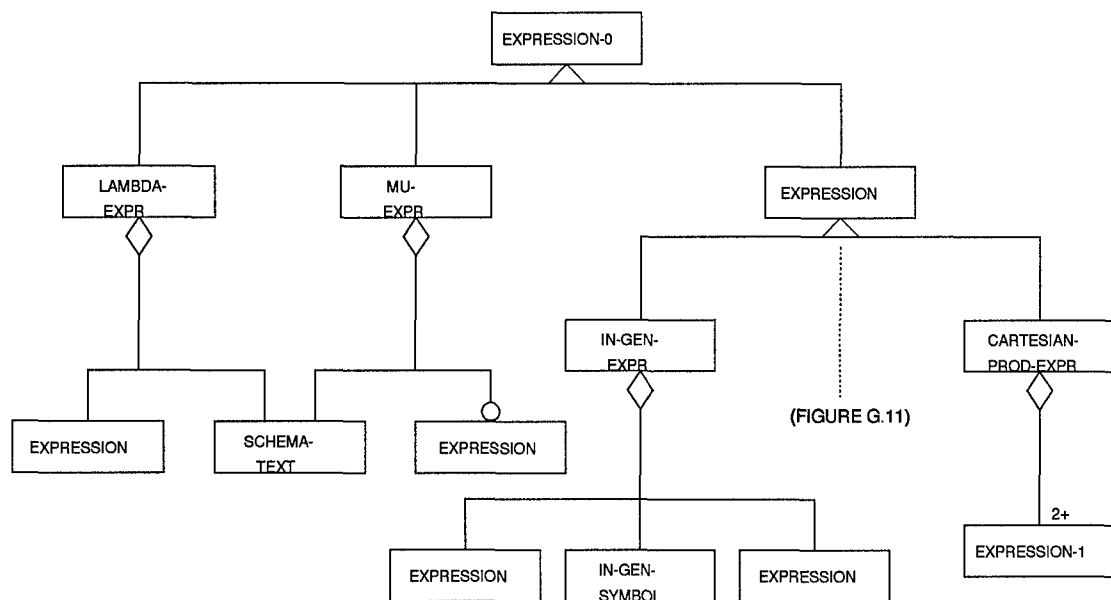 EXPRESSION-0
LAMBDA-
EXPR
MU-
EXPR
EXPRESSION
IN-GEN-
EXPR
CARTESIAN-
PROD-EXPR
(FIGURE G.11)
EXPRESSION
SCHEMA-
TEXT
EXPRESSION
2+
EXPRESSION-1
EXPRESSION
IN-GEN-
SYMBOL
EXPRESSION